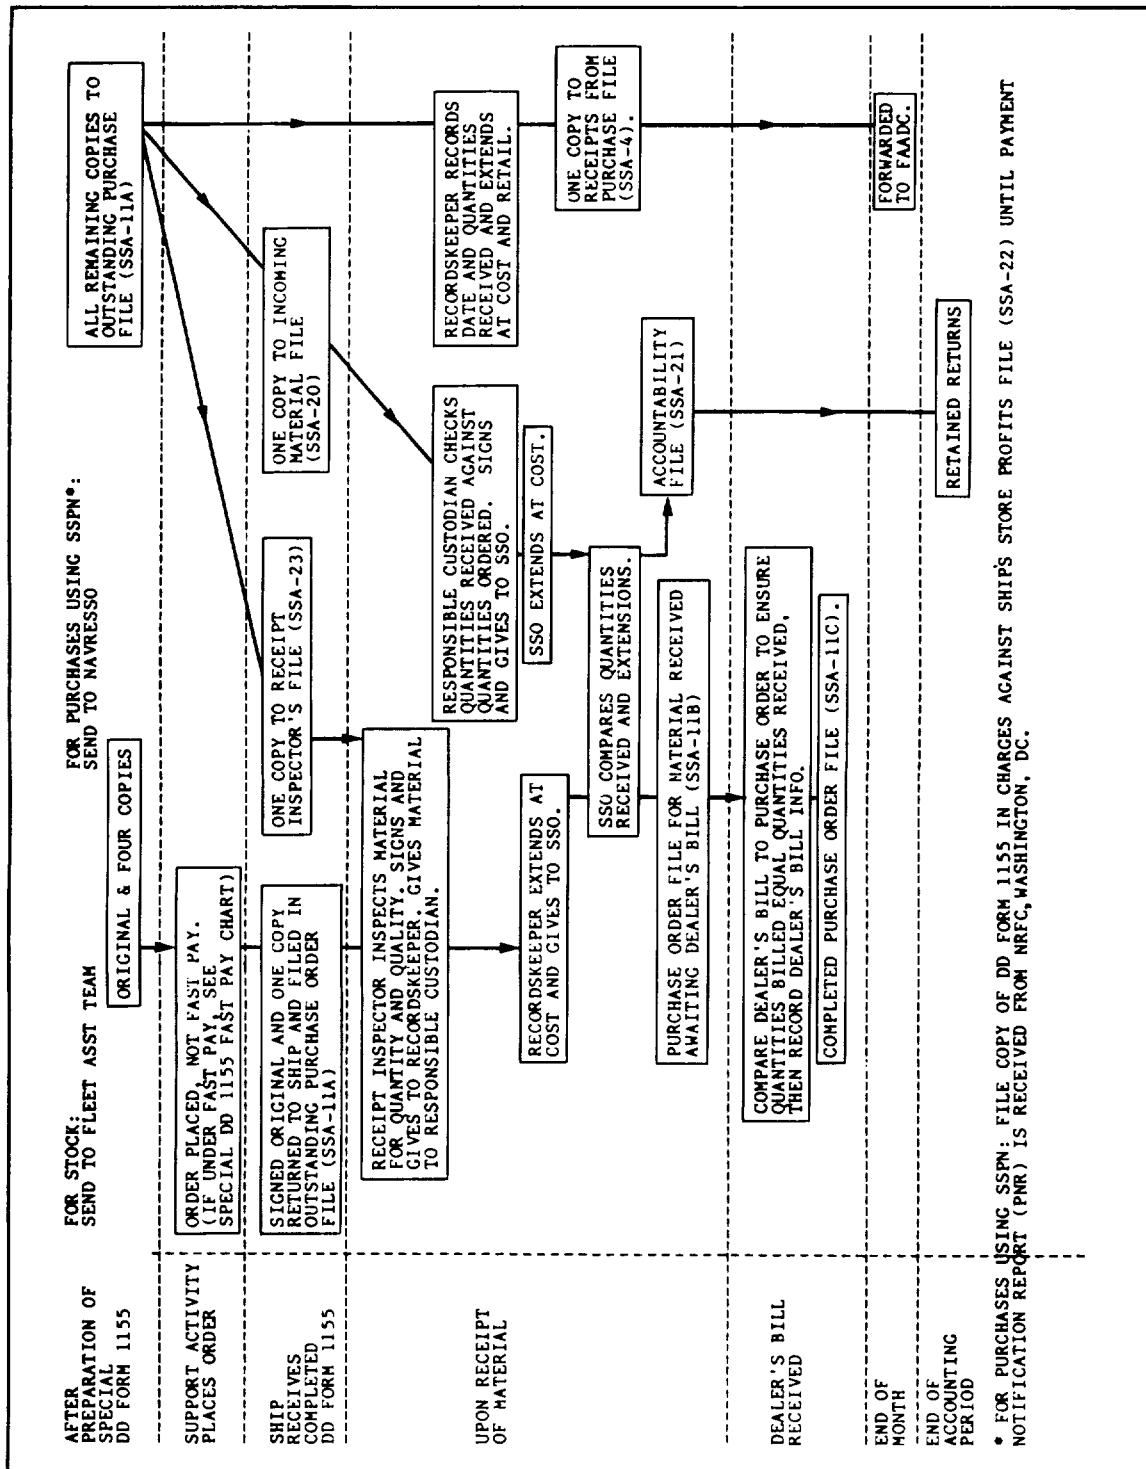 AFTER
PREPARATION OF
SPECIAL
DD FORM 1155
FOR STOCK:
SEND TO FLEET ASST TEAM
FOR PURCHASES USING SSPN*:
SEND TO NAVRESSO
ORIGINAL & FOUR COPIES
ALL REMAINING COPIES TO
OUTSTANDING PURCHASE
FILE (SSA-11A)
SUPPORT ACTIVITY
PLACES ORDER
ORDER PLACED, NOT FAST PAY.
(IF UNDER FAST PAY, SEE
SPECIAL DD 1155 FAST PAY CHART)
SHIP
RECEIVES
COMPLETED
DD FORM 1155
SIGNED ORIGINAL AND ONE COPY
RETURNED TO SHIP AND FILED IN
OUTSTANDING PURCHASE ORDER
FILE (SSA-11A)
ONE COPY TO RECEIPT
INSPECTOR'S FILE (SSA-23)
ONE COPY TO INCOMING
MATERIAL FILE
(SSA-20)
UPON RECEIPT
OF MATERIAL
RECEIPT INSPECTOR INSPECTS MATERIAL
FOR QUANTITY AND QUALITY. SIGNS AND
GIVES TO RECORDSKEEPER. GIVES MATERIAL
TO RESPONSIBLE CUSTODIAN.
RESPONSIBLE CUSTODIAN CHECKS
QUANTITIES RECEIVED AGAINST
QUANTITIES ORDERED. SIGNS
AND GIVES TO SSO.
RECORDSKEEPER RECORDS
DATE AND QUANTITIES
RECEIVED AND EXTENDS
AT COST AND RETAIL.
RECORDSKEEPER EXTENDS AT
COST AND GIVES TO SSO.
SSO EXTENDS AT COST.
ONE COPY TO
RECEIPTS FROM
PURCHASE FILE
(SSA-4).
SSO COMPARES QUANTITIES
RECEIVED AND EXTENSIONS.
ACCOUNTABILITY
FILE (SSA-21)
PURCHASE ORDER FILE FOR MATERIAL RECEIVED
AWAITING DEALER'S BILL (SSA-11B)
DEALER'S BILL
RECEIVED
COMPARE DEALER'S BILL TO PURCHASE ORDER TO ENSURE
QUANTITIES BILLED EQUAL QUANTITIES RECEIVED,
THEN RECORD DEALER'S BILL INFO.
COMPLETED PURCHASE ORDER FILE (SSA-11C).
END OF
MONTH
FORWARDED
TO FAADC.
END OF
ACCOUNTING
PERIOD
RETAINED RETURNS
* FOR PURCHASES USING SSPN: FILE COPY OF DD FORM 1155 IN CHARGES AGAINST SHIP'S STORE PROFITS FILE (SSA-22) UNTIL PAYMENT
NOTIFICATION REPORT (PNR) IS RECEIVED FROM NRFC, WASHINGTON, DC.